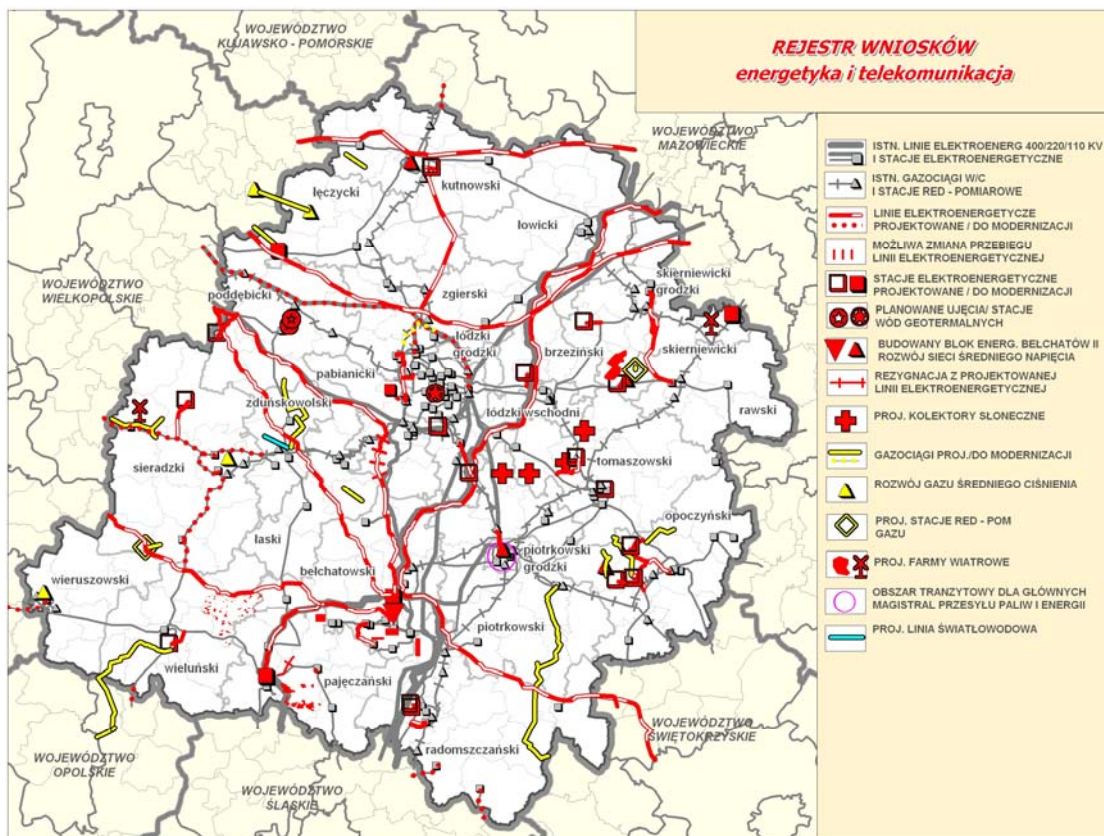 REJESTR WNIOSKÓW
energetyka i telekomunikacja
WOJEWÓDZTWO
KUJAWSKO - POMORSKIE
WOJEWÓDZTWO
MAZOWIECKIE
kutnowski
łęczycki
łowicki
skierniewicki
grodzki
WOJEWÓDZTWO
WIELKOPOLSKIE
poddębicki
zgierski
łódzki
grodzki
brzeziński
skierniewicki
pabianicki
zduńskowolski
łódzki wschodni
rawski
sieradzki
tomaszowski
opoczyński
łaski
bełchatowski
piotrkowski
grodzki
wieruszowski
piotrkowski
wieluński
pajęczański
radomszczański
WOJEWÓDZTWO
ŚWIĘTOKRZYSKIE
WOJEWÓDZTWO
OPOLSKIE
WOJEWÓDZTWO
ŚLĄSKIE
ISTN. LINIE ELEKTROENERG 400/220/110 KV
I STACJE ELEKTROENERGETYCZNE
ISTN. GAZOCIĄGI W/C
I STACJE RED - POMIAROWE
LINIE ELEKTROENERGETYCZE
PROJEKTOWANE / DO MODERNIZACJI
MOŻLIWA ZMIANA PRZEBIEGU
LINII ELEKTROENERGETYCZNEJ
STACJE ELEKTROENERGETYCZNE
PROJEKTOWANE / DO MODERNIZACJI
PLANOWANE UJĘCIA/ STACJE
WÓD GEOTERMALNYCH
BUDOWANY BLOK ENERG. BEŁCHATÓW II
ROZWÓJ SIECI ŚREDNIEGO NAPIĘCIA
REZYGNACJA Z PROJEKTOWANEJ
LINII ELEKTROENERGETYCZNEJ
PROJ. KOLEKTORY SŁONECZNE
GAZOCIĄGI PROJ./DO MODERNIZACJI
ROZWÓJ GAZU ŚREDNIEGO CIŚNIENIA
PROJ. STACJE RED - POM
GAZU
PROJ. FARMY WIATROWE
OBSZAR TRANZYTOWY DLA GŁÓWNYCH
MAGISTRAL PRZESYŁU PALIW I ENERGII
PROJ. LINIA ŚWIATŁOWODOWA